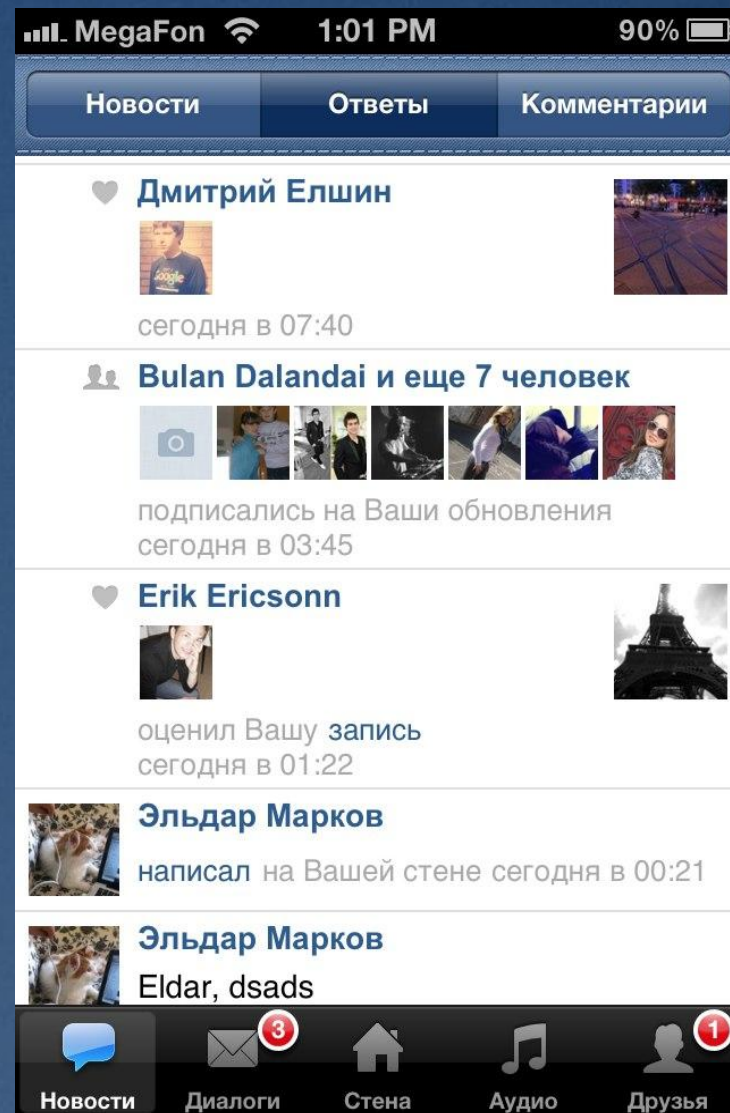 MegaFon 1:01 PM 90%
Новости Ответы Комментарии
Дмитрий Елшин
Google
сегодня в 07:40
Bulan Dalandai и еще 7 человек
подписались на Ваши обновления
сегодня в 03:45
Erik Ericsonn
оценил Вашу запись
сегодня в 01:22
Эльдар Марков
написал на Вашей стене сегодня в 00:21
Эльдар Марков
Eldar, dsads
3 1
Новости Диалоги Стена Аудио Друзья